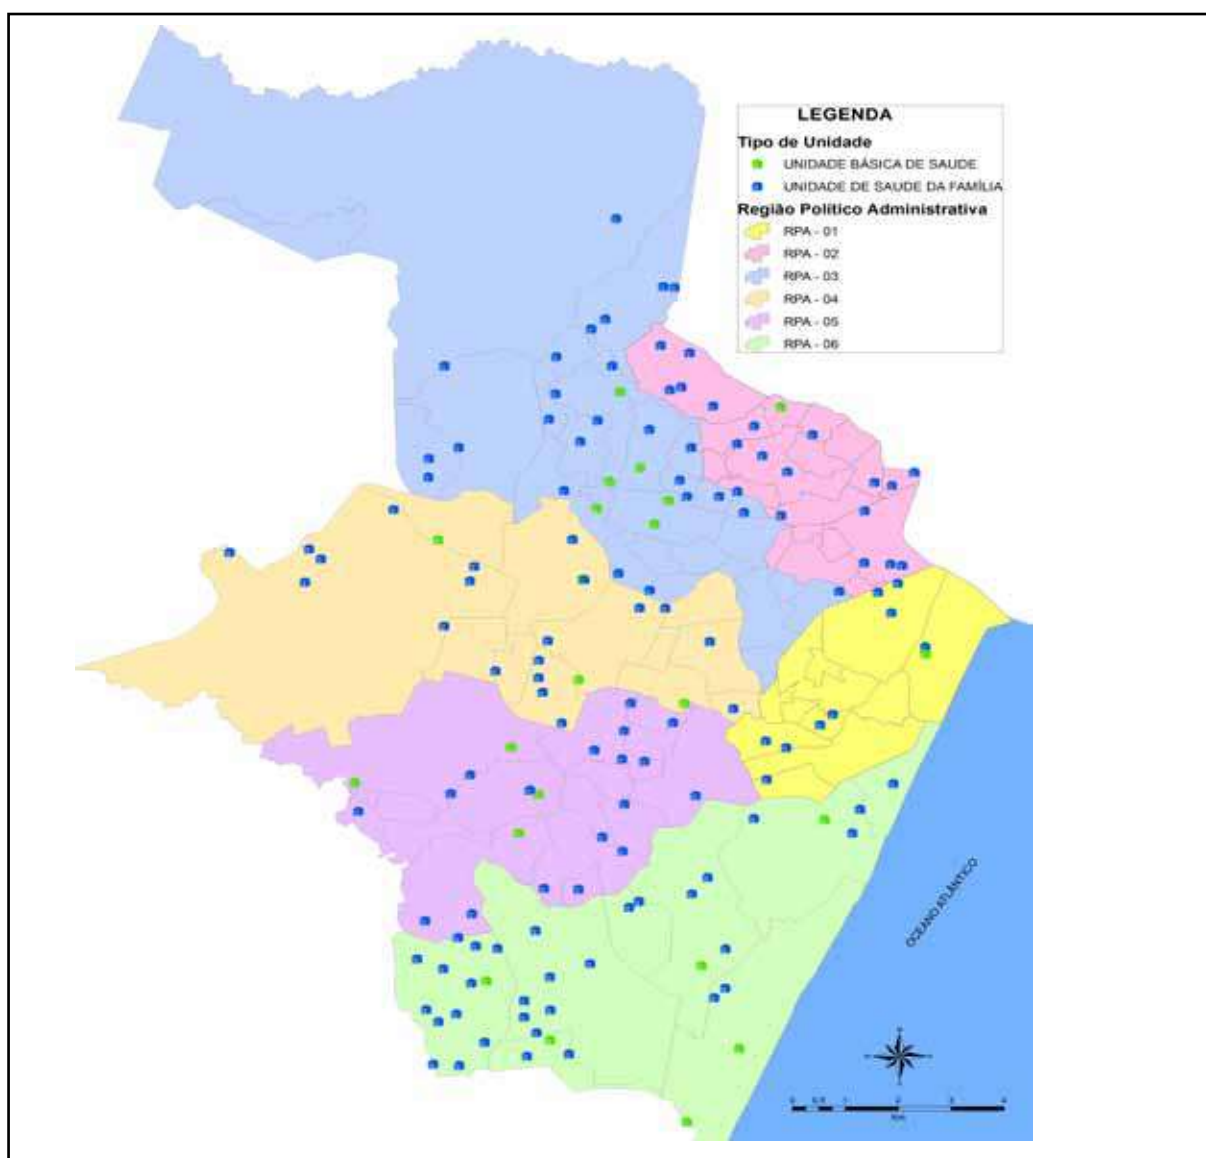 LEGENDA
Tipo de Unidade
UNIDADE BÁSICA DE SAUDE
UNIDADE DE SAUDE DA FAMÍLIA
Região Político Administrativa
RPA - 01
RPA - 02
RPA - 03
RPA - 04
RPA - 05
RPA - 06
OCEANO ATLÂNTICO